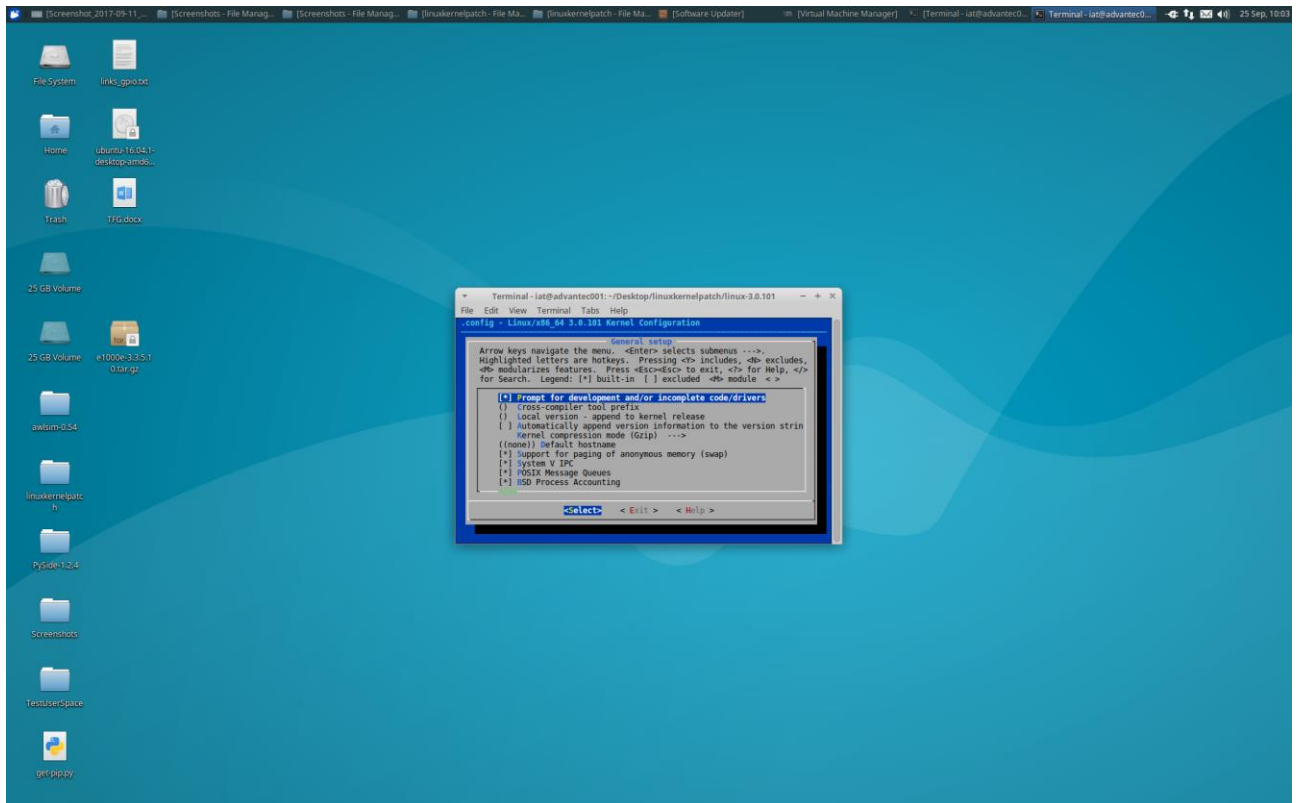 [Screenshot_2017-09-11_...
[Screenshots - File Manag...
[Screenshots - File Manag...
[linuxkernelpatch - File Ma...
[linuxkernelpatch - File Ma...
[Software Updater]
[Virtual Machine Manager]
[Terminal - iat@advantec0...
Terminal - iat@advantec0...
25 Sep, 10:03
File System
links_gpio.txt
Home
ubuntu-16.04.1-
desktop-amd6...
Trash
TFG.docx
25 GB Volume
25 GB Volume
tar
e1000e-3.3.5.1
0.tar.gz
awlsim-0.54
linuxkernelpatc
h
PySide-1.2.4
Screenshots
TestUserSpace
get-pip.py
Terminal - iat@advantec001: ~/Desktop/linuxkernelpatch/linux-3.0.101
File Edit View Terminal Tabs Help
.config - Linux/x86_64 3.0.101 Kernel Configuration
General setup
Arrow keys navigate the menu. <Enter> selects submenus --->.
Highlighted letters are hotkeys. Pressing <Y> includes, <N> excludes,
<M> modularizes features. Press <Esc><Esc> to exit, <?> for Help, </>
for Search. Legend: [*] built-in [ ] excluded <M> module < >
[*] Prompt for development and/or incomplete code/drivers
() Cross-compiler tool prefix
() Local version - append to kernel release
[ ] Automatically append version information to the version strin
Kernel compression mode (Gzip) --->
((none)) Default hostname
[*] Support for paging of anonymous memory (swap)
[*] System V IPC
[*] POSIX Message Queues
[*] BSD Process Accounting
<Select> < Exit > < Help >